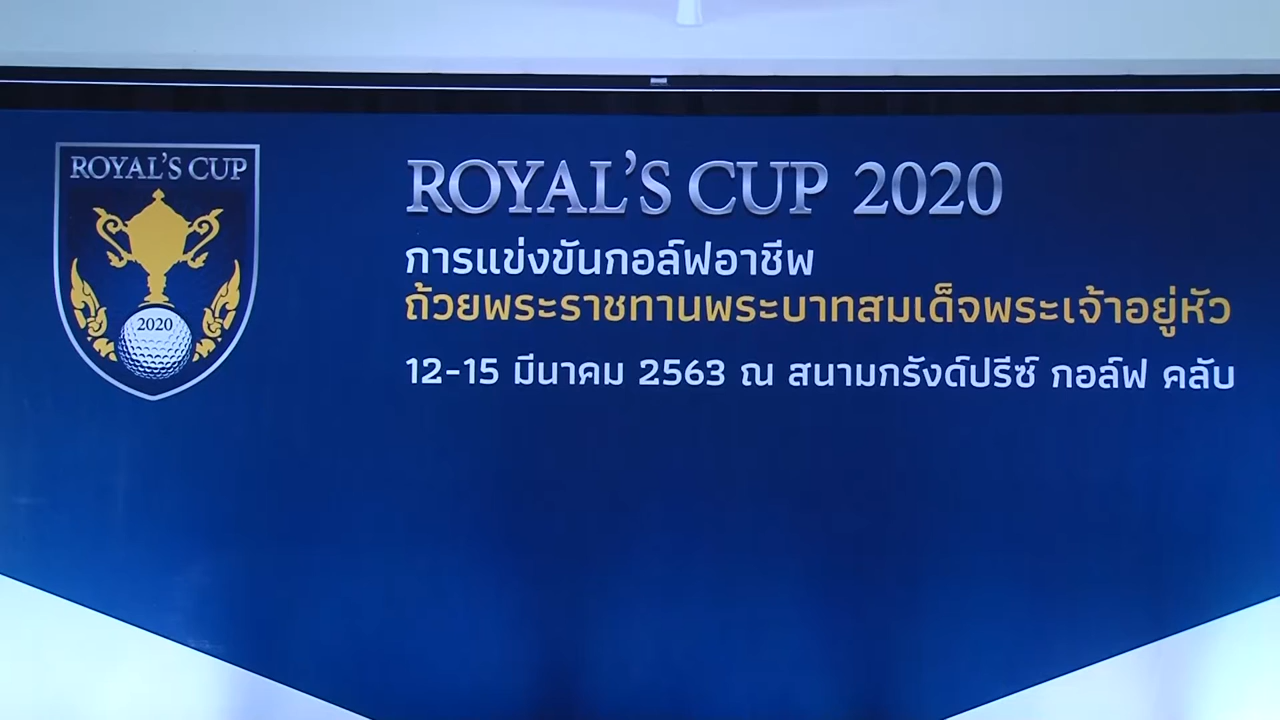 ROYAL'S CUP
2020
ROYAL'S CUP 2020
การแข่งขันกอล์ฟอาชีพ
ถ้วยพระราชทานพระบาทสมเด็จพระเจ้าอยู่หัว
12-15 มีนาคม 2563 ณ สนามกรังด์ปรีซ์ กอล์ฟ คลับ